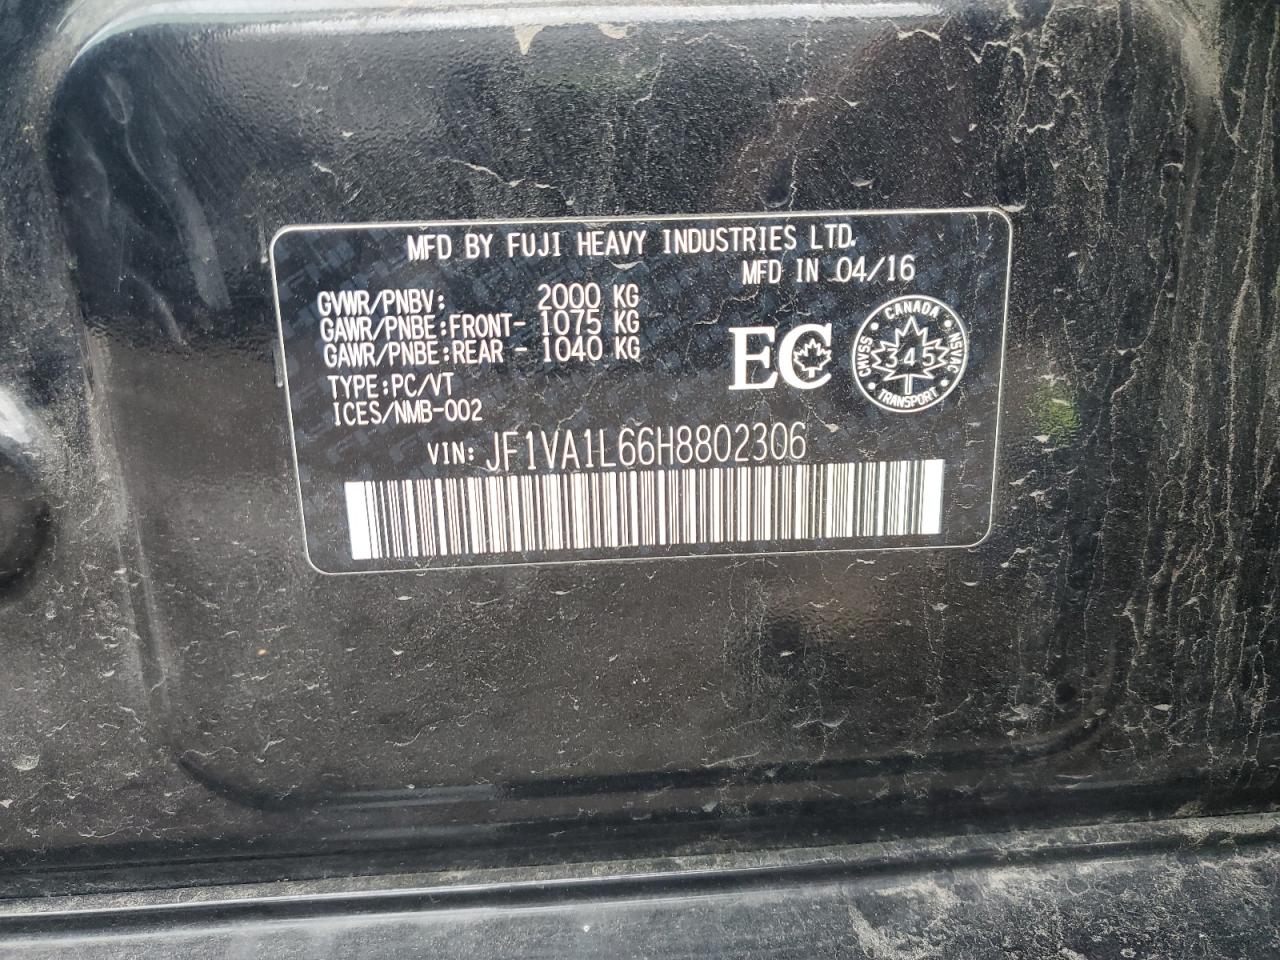 MFD BY FUJI HEAVY INDUSTRIES LTD.
MFD IN 04/16
GVWR/PNBV: 2000 KG
GAWR/PNBE:FRONT- 1075 KG
GAWR/PNBE:REAR - 1040 KG
TYPE:PC/VT
ICES/NMB-002
EC
CANADA
CMVSS
NSVAC
345
TRANSPORT
VIN: JF1VA1L66H8802306